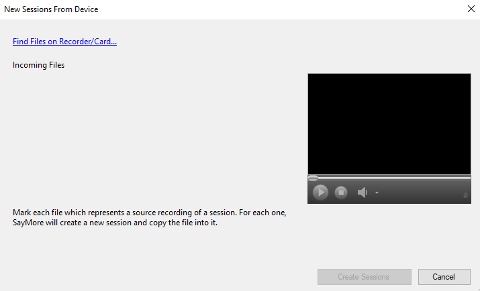 New Sessions From Device
Find Files on Recorder/Card...
Incoming Files
Mark each file which represents a source recording of a session. For each one,
SayMore will create a new session and copy the file into it.
Create Sessions
Cancel